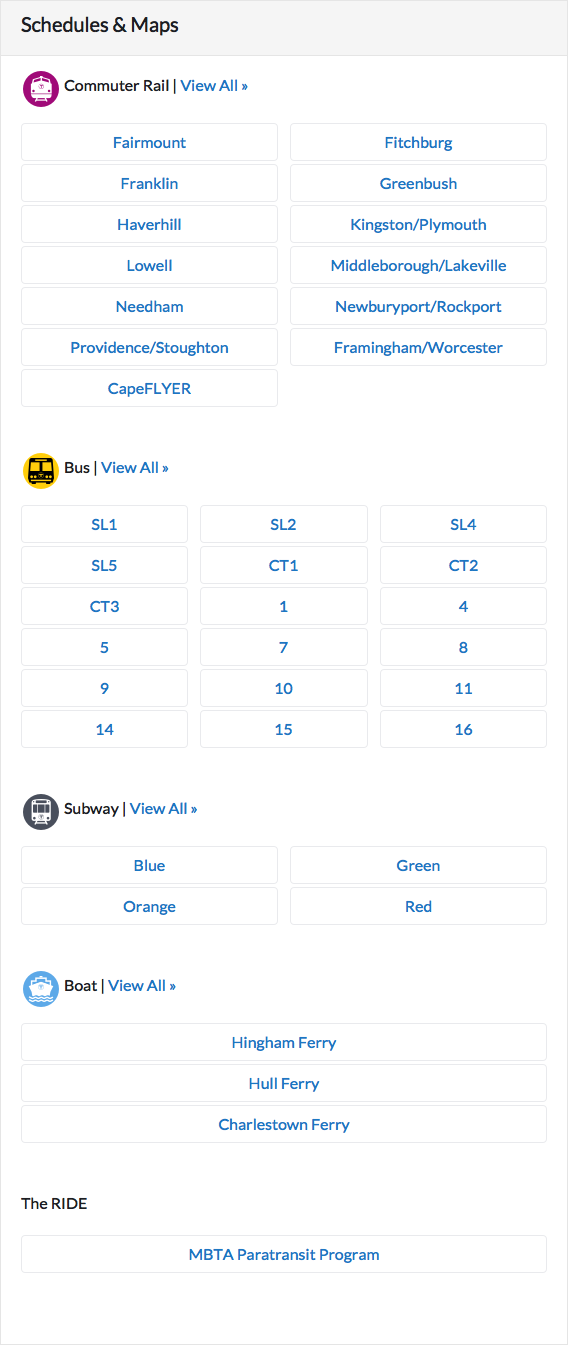 Schedules & Maps
Commuter Rail | View All »
Fairmount Fitchburg
Franklin Greenbush
Haverhill Kingston/Plymouth
Lowell Middleborough/Lakeville
Needham Newburyport/Rockport
Providence/Stoughton Framingham/Worcester
CapeFLYER
Bus | View All »
SL1 SL2 SL4
SL5 CT1 CT2
CT3 1 4
5 7 8
9 10 11
14 15 16
Subway | View All »
Blue Green
Orange Red
Boat | View All »
Hingham Ferry
Hull Ferry
Charlestown Ferry
The RIDE
MBTA Paratransit Program